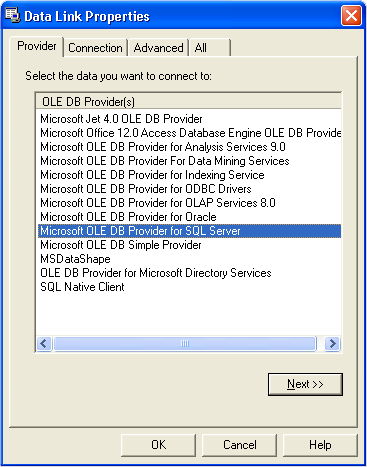 Data Link Properties
Provider Connection Advanced All
Select the data you want to connect to:
OLE DB Provider(s)
Microsoft Jet 4.0 OLE DB Provider
Microsoft Office 12.0 Access Database Engine OLE DB Provide
Microsoft OLE DB Provider for Analysis Services 9.0
Microsoft OLE DB Provider For Data Mining Services
Microsoft OLE DB Provider for Indexing Service
Microsoft OLE DB Provider for ODBC Drivers
Microsoft OLE DB Provider for OLAP Services 8.0
Microsoft OLE DB Provider for Oracle
Microsoft OLE DB Provider for SQL Server
Microsoft OLE DB Simple Provider
MSDataShape
OLE DB Provider for Microsoft Directory Services
SQL Native Client
Next >>
OK Cancel Help